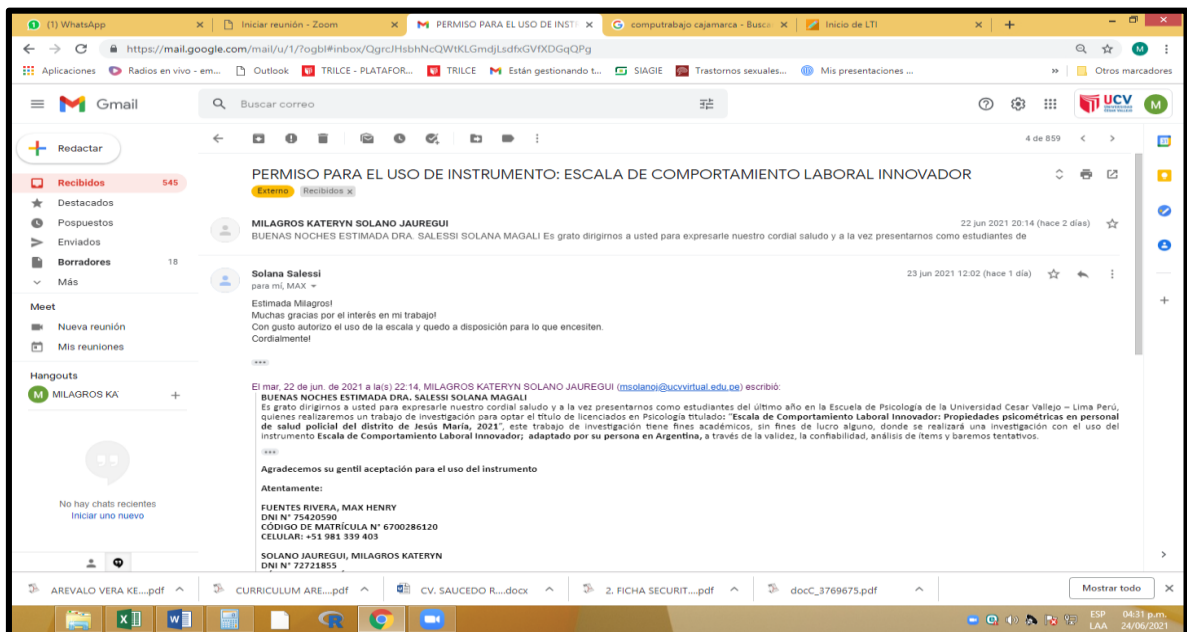 (1) WhatsApp
Iniciar reunión - Zoom
PERMISO PARA EL USO DE INSTR
computrabajo cajamarca - Busca
Inicio de LTI
https://mail.google.com/mail/u/1/?ogbl#inbox/QgrcJHsbhNcQWtKLGmdjLsdfxGVfXDGqQPg
M
Aplicaciones
Radios en vivo - em...
Outlook
TRILCE - PLATAFOR...
TRILCE
Están gestionando t...
SIAGIE
Trastornos sexuales...
Mis presentaciones ...
»
Otros marcadores
Gmail
Buscar correo
UCV
M
Redactar
4 de 859
Recibidos 545
Destacados
Pospuestos
Enviados
Borradores 18
Más
Meet
Nueva reunión
Mis reuniones
Hangouts
M MILAGROS KA
No hay chats recientes
Iniciar uno nuevo
PERMISO PARA EL USO DE INSTRUMENTO: ESCALA DE COMPORTAMIENTO LABORAL INNOVADOR
Externo Recibidos x
MILAGROS KATERYN SOLANO JAUREGUI 22 jun 2021 20:14 (hace 2 días)
BUENAS NOCHES ESTIMADA DRA. SALESSI SOLANA MAGALI Es grato dirigirnos a usted para expresarle nuestro cordial saludo y a la vez presentarnos como estudiantes de
Solana Salessi 23 jun 2021 12:02 (hace 1 día)
para mí, MAX
Estimada Milagros!
Muchas gracias por el interés en mi trabajo!
Con gusto autorizo el uso de la escala y quedo a disposición para lo que encesiten.
Cordialmente!
El mar, 22 de jun. de 2021 a la(s) 22:14, MILAGROS KATERYN SOLANO JAUREGUI (msolanoj@ucvvirtual.edu.pe) escribió:
BUENAS NOCHES ESTIMADA DRA. SALESSI SOLANA MAGALI
Es grato dirigirnos a usted para expresarle nuestro cordial saludo y a la vez presentarnos como estudiantes del último año en la Escuela de Psicología de la Universidad Cesar Vallejo – Lima Perú,
quienes realizaremos un trabajo de investigación para optar el título de licenciados en Psicología titulado: "Escala de Comportamiento Laboral Innovador: Propiedades psicométricas en personal
de salud policial del distrito de Jesús María, 2021", este trabajo de investigación tiene fines académicos, sin fines de lucro alguno, donde se realizará una investigación con el uso del
instrumento Escala de Comportamiento Laboral Innovador; adaptado por su persona en Argentina, a través de la validez, la confiabilidad, análisis de ítems y baremos tentativos.
Agradecemos su gentil aceptación para el uso del instrumento
Atentamente:
FUENTES RIVERA, MAX HENRY
DNI N° 75420590
CÓDIGO DE MATRÍCULA N° 6700286120
CELULAR: +51 981 339 403
SOLANO JAUREGUI, MILAGROS KATERYN
DNI N° 72721855
AREVALO VERA KE....pdf
CURRICULUM ARE....pdf
CV. SAUCEDO R....docx
2. FICHA SECURIT....pdf
docC_3769675.pdf
Mostrar todo
ESP 04:31 p.m.
LAA 24/06/2021